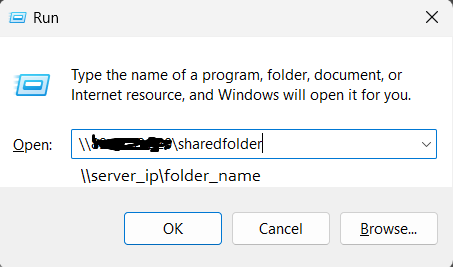 Run
Type the name of a program, folder, document, or
Internet resource, and Windows will open it for you.
Open:
\\ \sharedfolder
\\server_ip\folder_name
OK
Cancel
Browse...